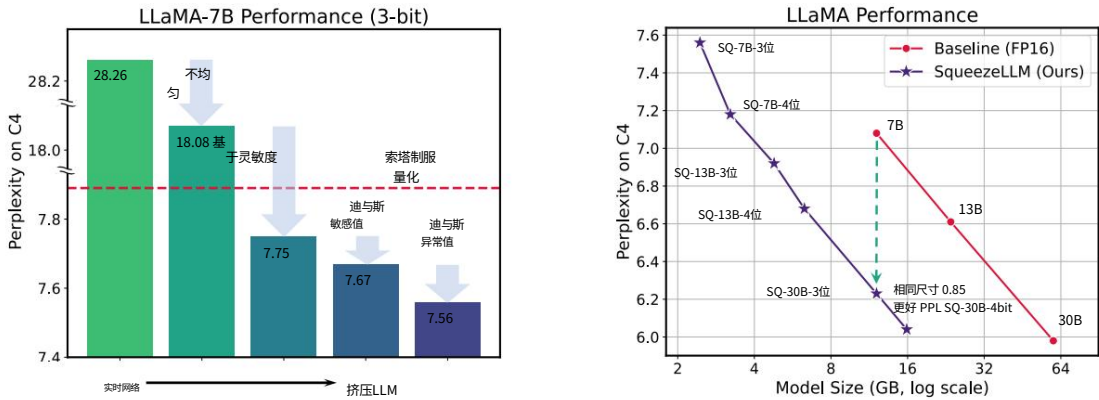 LLaMA-7B Performance (3-bit)
Perplexity on C4
28.2
18.0
7.8
7.6
7.4
28.26
不均
匀
18.08 基
于灵敏度
索塔制服
量化
7.75
迪与斯
敏感值
7.67
迪与斯
异常值
7.56
实时网络
挤压LLM
LLaMA Performance
Perplexity on C4
7.6
7.4
7.2
7.0
6.8
6.6
6.4
6.2
6.0
Baseline (FP16)
SqueezeLLM (Ours)
SQ-7B-3位
SQ-7B-4位
7B
SQ-13B-3位
SQ-13B-4位
13B
SQ-30B-3位
相同尺寸 0.85
更好 PPL SQ-30B-4bit
30B
2 4 8 16 32 64
Model Size (GB, log scale)